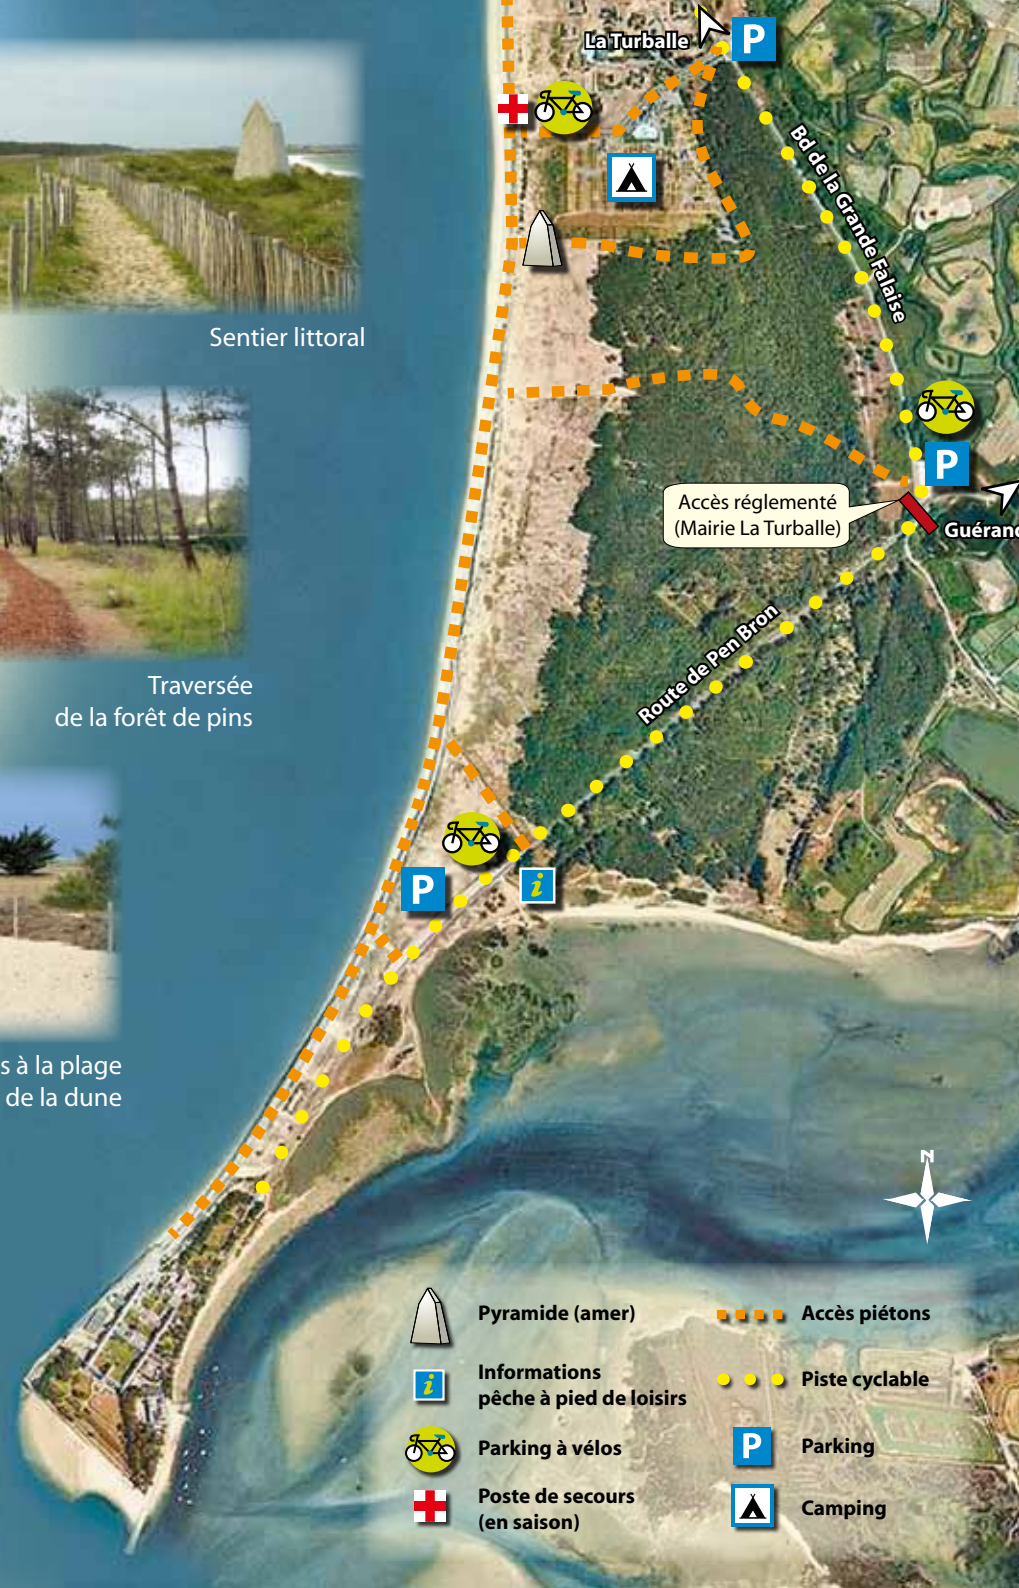 La Turballe
P
Bd de la Grande Falaise
Sentier littoral
P
Accès réglementé
(Mairie La Turballe)
Traversée
de la forêt de pins
Route de Pen Bron
P
i
s à la plage
de la dune
N
Pyramide (amer)
Accès piétons
i
Informations
pêche à pied de loisirs
Piste cyclable
Parking à vélos
P
Parking
Poste de secours
(en saison)
Camping